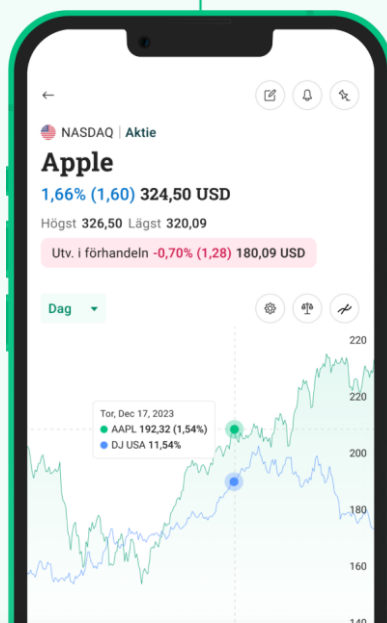 NASDAQ | Aktie
Apple
1,66% (1,60) 324,50 USD
Högst 326,50 Lägst 320,09
Utv. i förhandeln -0,70% (1,28) 180,09 USD
Dag
220
220
Tor, Dec 17, 2023
AAPL 192,32 (1,54%)
DJ USA 11,54%
200
180
160
140